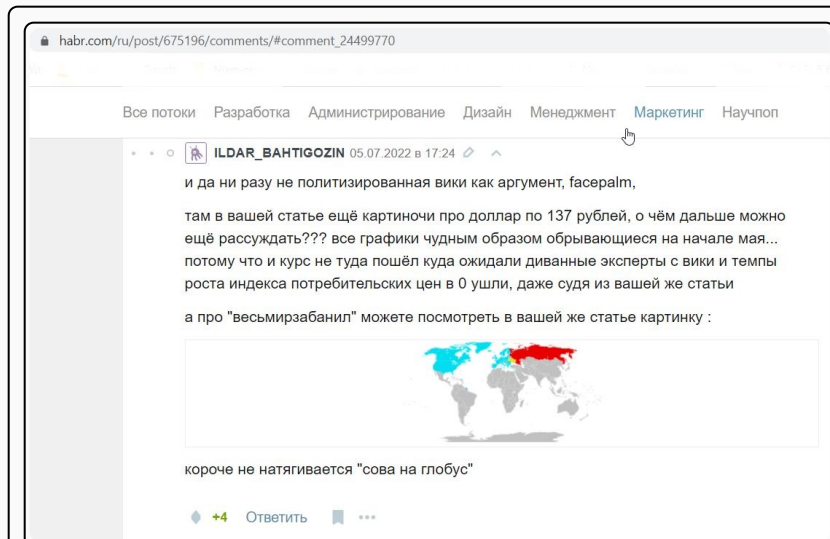 habr.com/ru/post/675196/comments/#comment_24499770
Все потоки Разработка Администрирование Дизайн Менеджмент Маркетинг Научпоп
ILDAR_BAHTIGOZIN 05.07.2022 в 17:24
и да ни разу не политизированная вики как аргумент, facepalm,
там в вашей статье ещё картиночи про доллар по 137 рублей, о чём дальше можно
ещё рассуждать??? все графики чудным образом обрывающиеся на начале мая...
потому что и курс не туда пошёл куда ожидали диванные эксперты с вики и темпы
роста индекса потребительских цен в 0 ушли, даже судя из вашей же статьи
а про "весьмирзабанил" можете посмотреть в вашей же статье картинку :
короче не натягивается "сова на глобус"
+4 Ответить